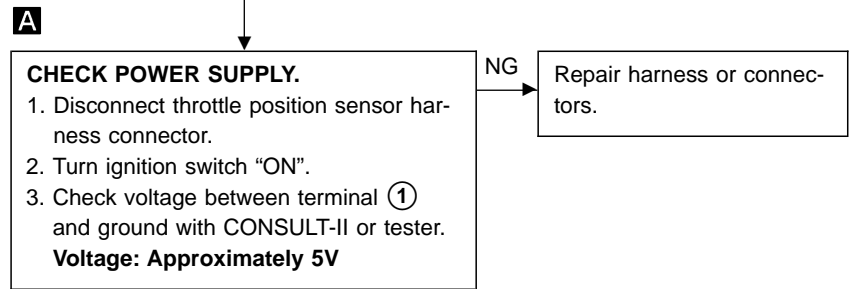 A
CHECK POWER SUPPLY.
1. Disconnect throttle position sensor har-
ness connector.
2. Turn ignition switch “ON”.
3. Check voltage between terminal ①
and ground with CONSULT-II or tester.
Voltage: Approximately 5V
NG
Repair harness or connec-
tors.